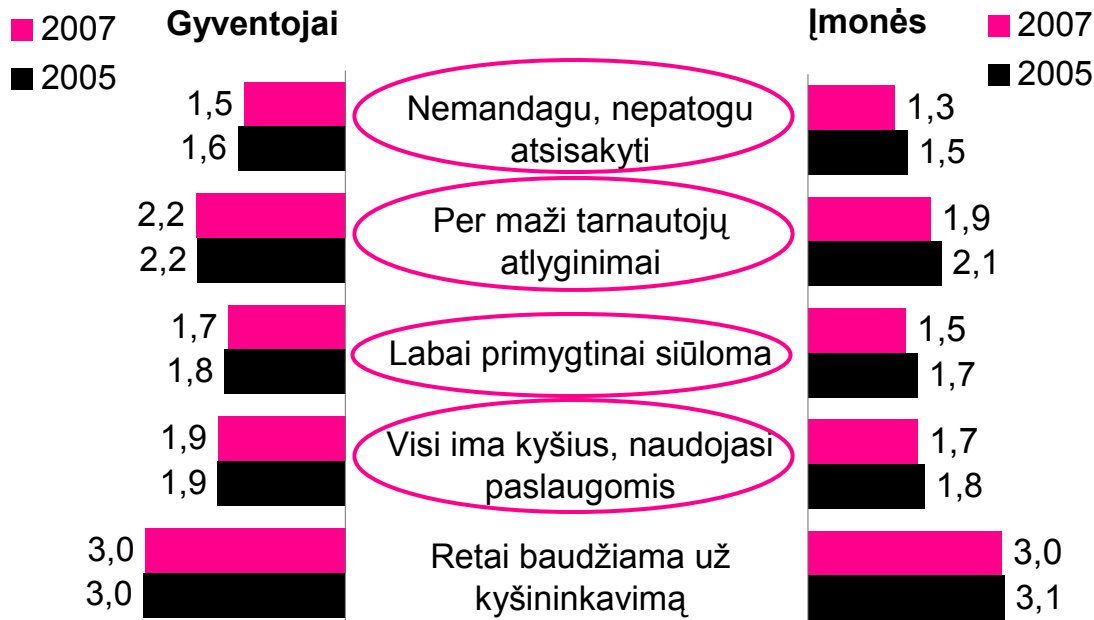 Gyventojai
2007
2005
Įmonės
2007
2005
1,5
1,6
Nemandagu, nepatogu
atsisakyti
1,3
1,5
2,2
2,2
Per maži tarnautojų
atlyginimai
1,9
2,1
1,7
1,8
Labai primygtinai siūloma
1,5
1,7
1,9
1,9
Visi ima kyšius, naudojasi
paslaugomis
1,7
1,8
3,0
3,0
Retai baudžiama už
kyšininkavimą
3,0
3,1